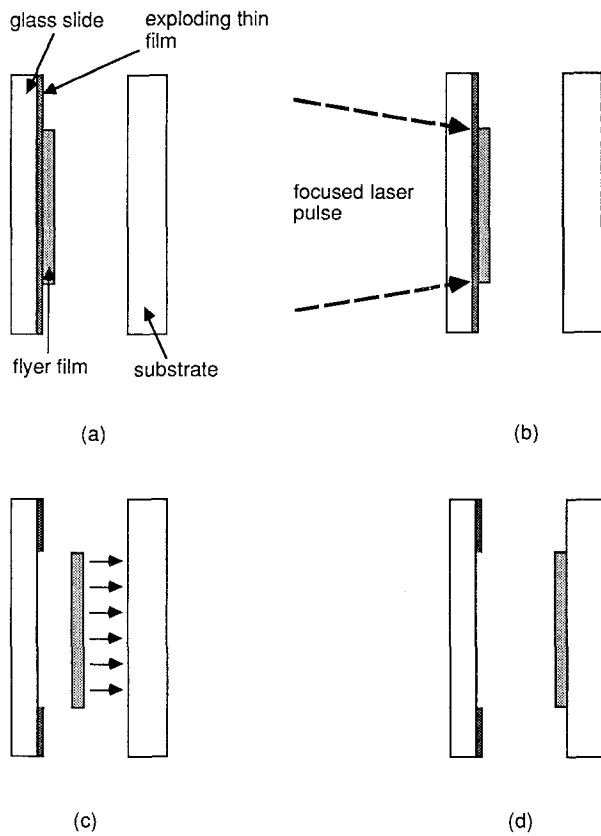 glass slide
exploding thin
film
focused laser
pulse
flyer film
substrate
(a)
(b)
(c)
(d)